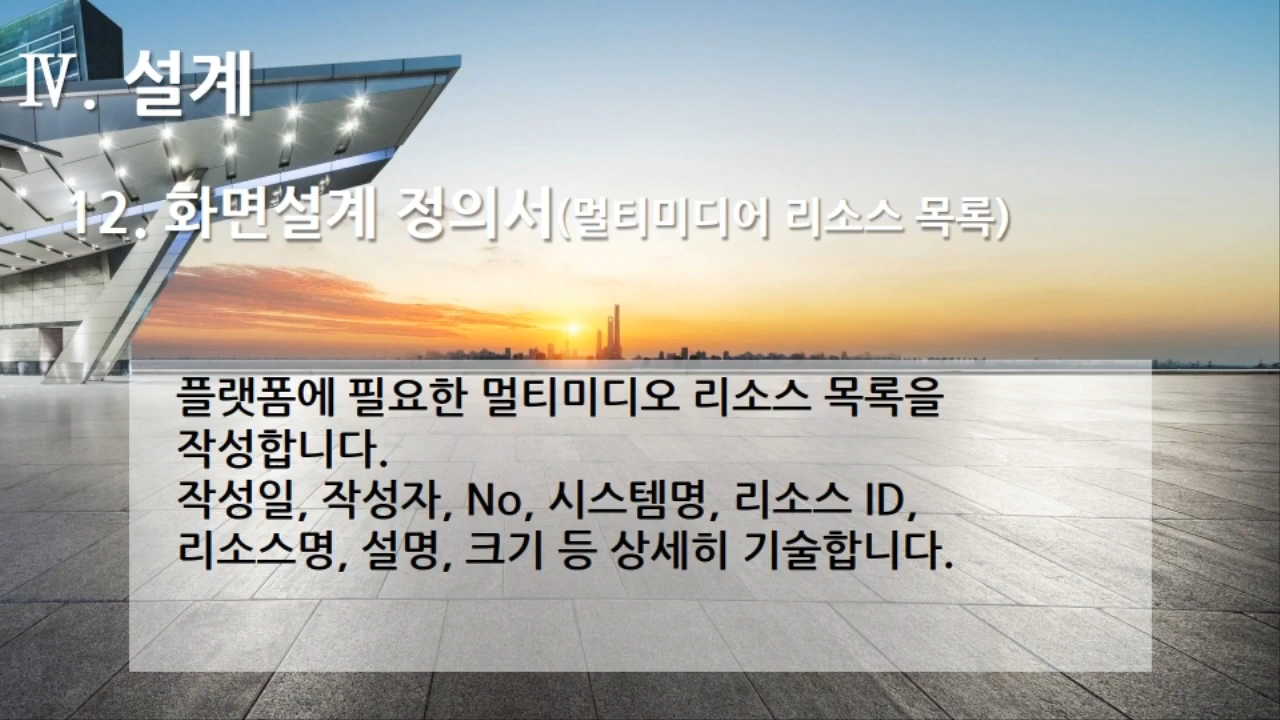 Ⅳ. 설계
12. 화면설계 정의서(멀티미디어 리소스 목록)
플랫폼에 필요한 멀티미디오 리소스 목록을
작성합니다.
작성일, 작성자, No, 시스템명, 리소스 ID,
리소스명, 설명, 크기 등 상세히 기술합니다.